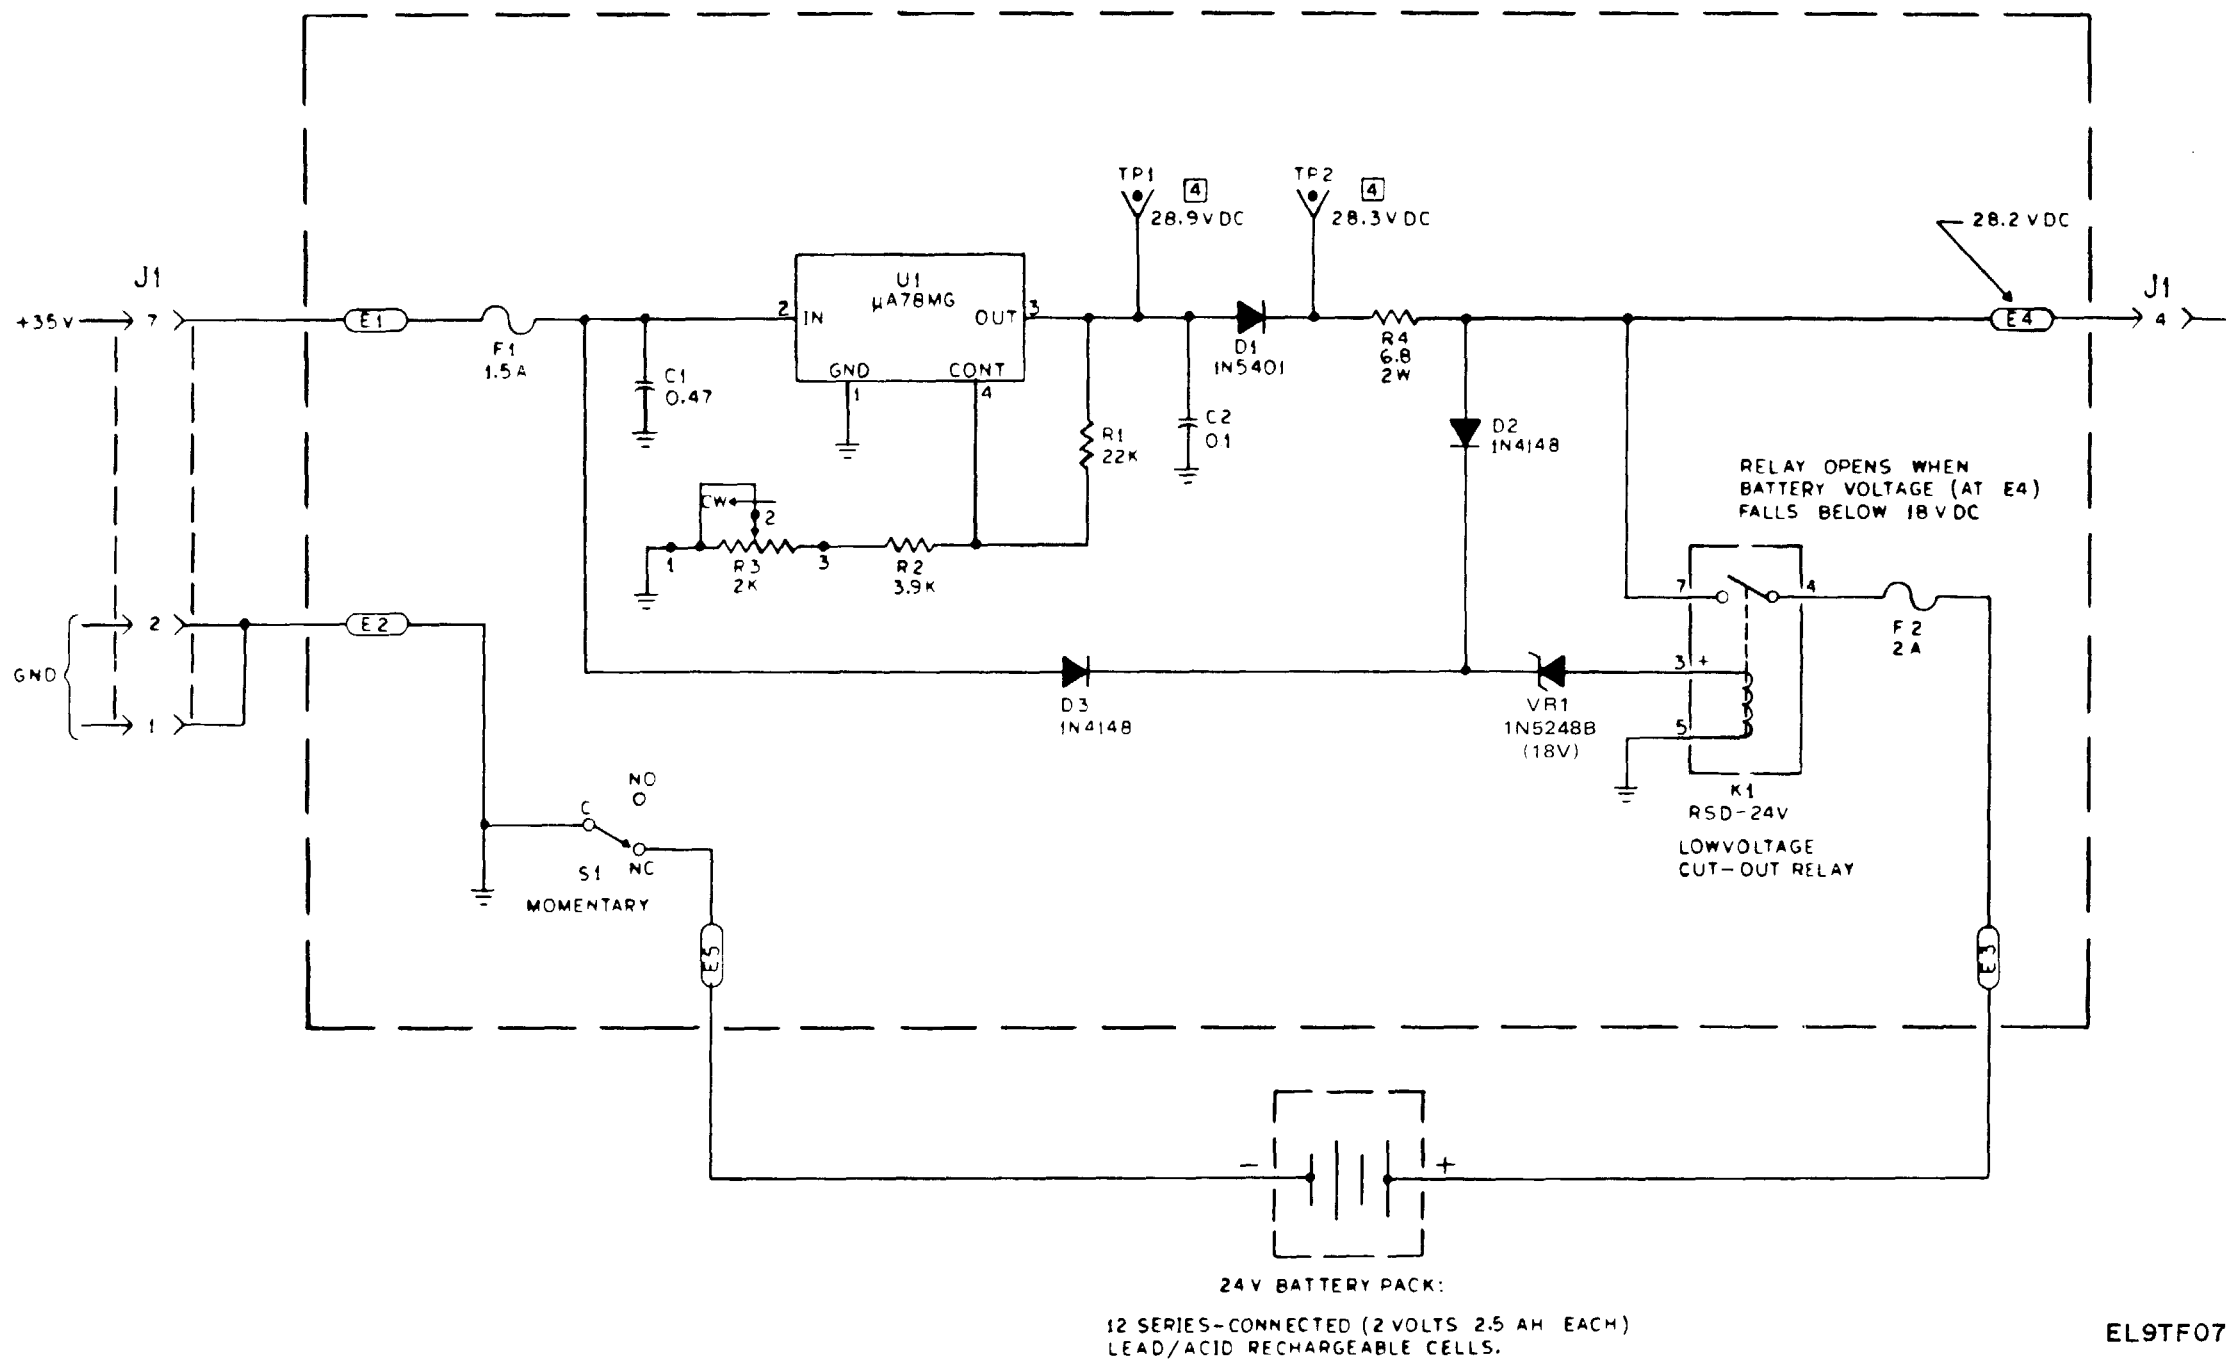 TP1
4
28.9VDC
TP2
4
28.3VDC
28.2VDC
J1
+35V
7
E1
F1
1.5A
C1
0.47
U1
µA78MG
2
IN
OUT
3
GND
1
CONT
4
D1
1N5401
R4
6.8
2W
E4
J1
4
R1
22K
C2
0.1
D2
1N4148
CW
2
1
R3
2K
3
R2
3.9K
RELAY OPENS WHEN
BATTERY VOLTAGE (AT E4)
FALLS BELOW 18VDC
7
4
F2
2A
GND
2
1
E2
D3
1N4148
VR1
1N5248B
(18V)
3
+
5
K1
RSD-24V
LOWVOLTAGE
CUT-OUT RELAY
NO
C
S1
NC
MOMENTARY
E5
E3
-
+
24V BATTERY PACK:
12 SERIES-CONNECTED (2VOLTS 2.5 AH EACH)
LEAD/ACID RECHARGEABLE CELLS.
EL9TF07